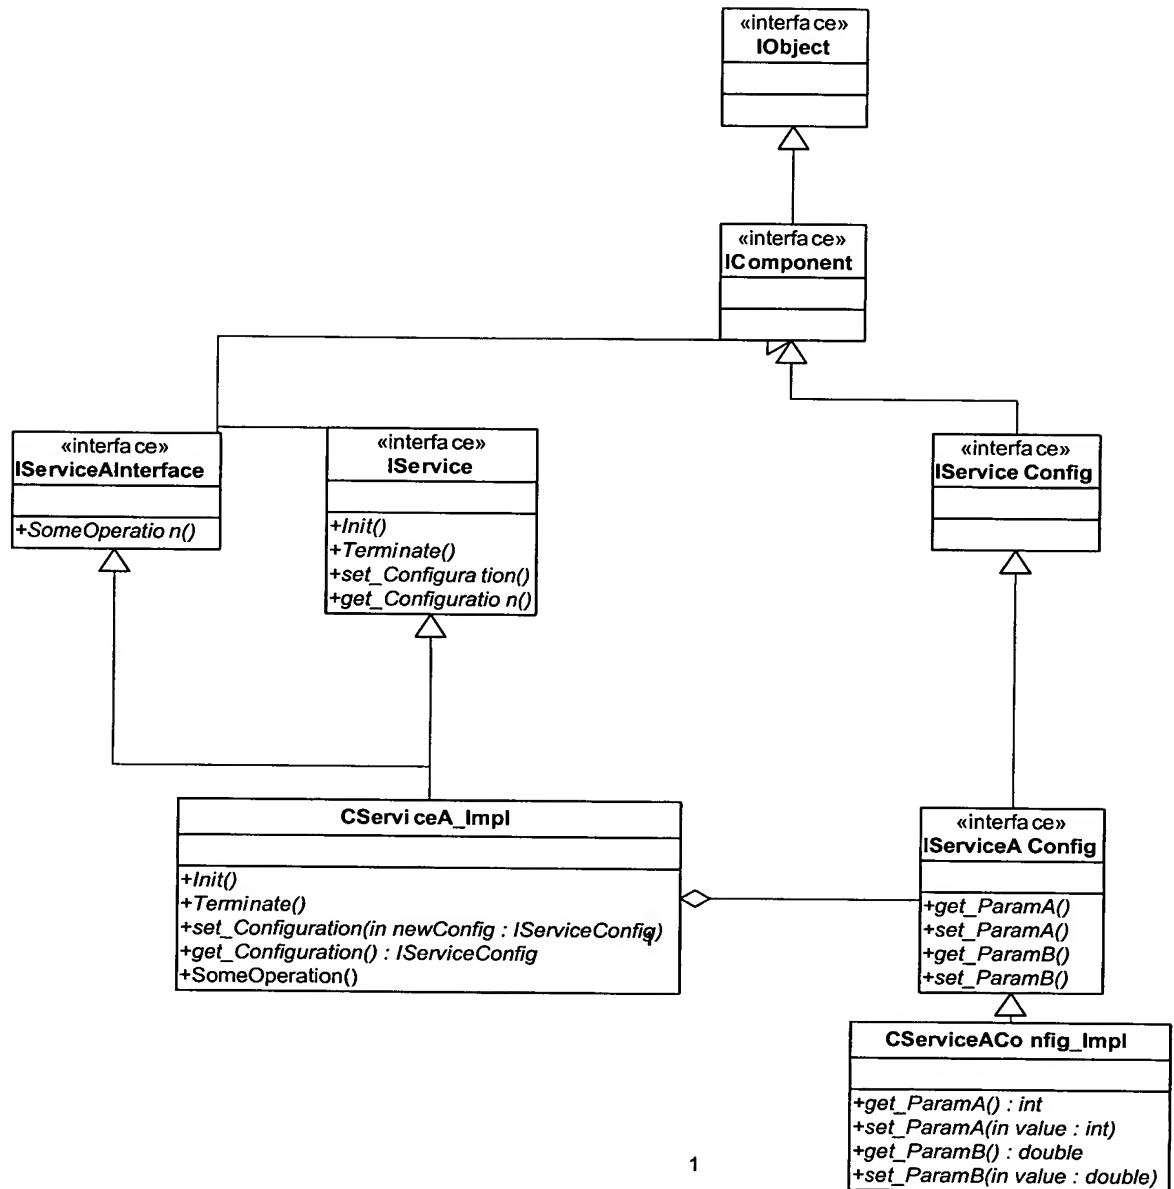 «interface»
IObject
«interface»
IComponent
«interface»
IServiceAInterface
+SomeOperation()
«interface»
IService
+Init()
+Terminate()
+set_Configuration()
+get_Configuration()
«interface»
IService Config
CServiceA_Impl
+Init()
+Terminate()
+set_Configuration(in newConfig : IServiceConfig)
+get_Configuration() : IServiceConfig
+SomeOperation()
1
«interface»
IServiceA Config
+get_ParamA()
+set_ParamA()
+get_ParamB()
+set_ParamB()
CServiceAConfig_Impl
+get_ParamA() : int
+set_ParamA(in value : int)
+get_ParamB() : double
+set_ParamB(in value : double)
1